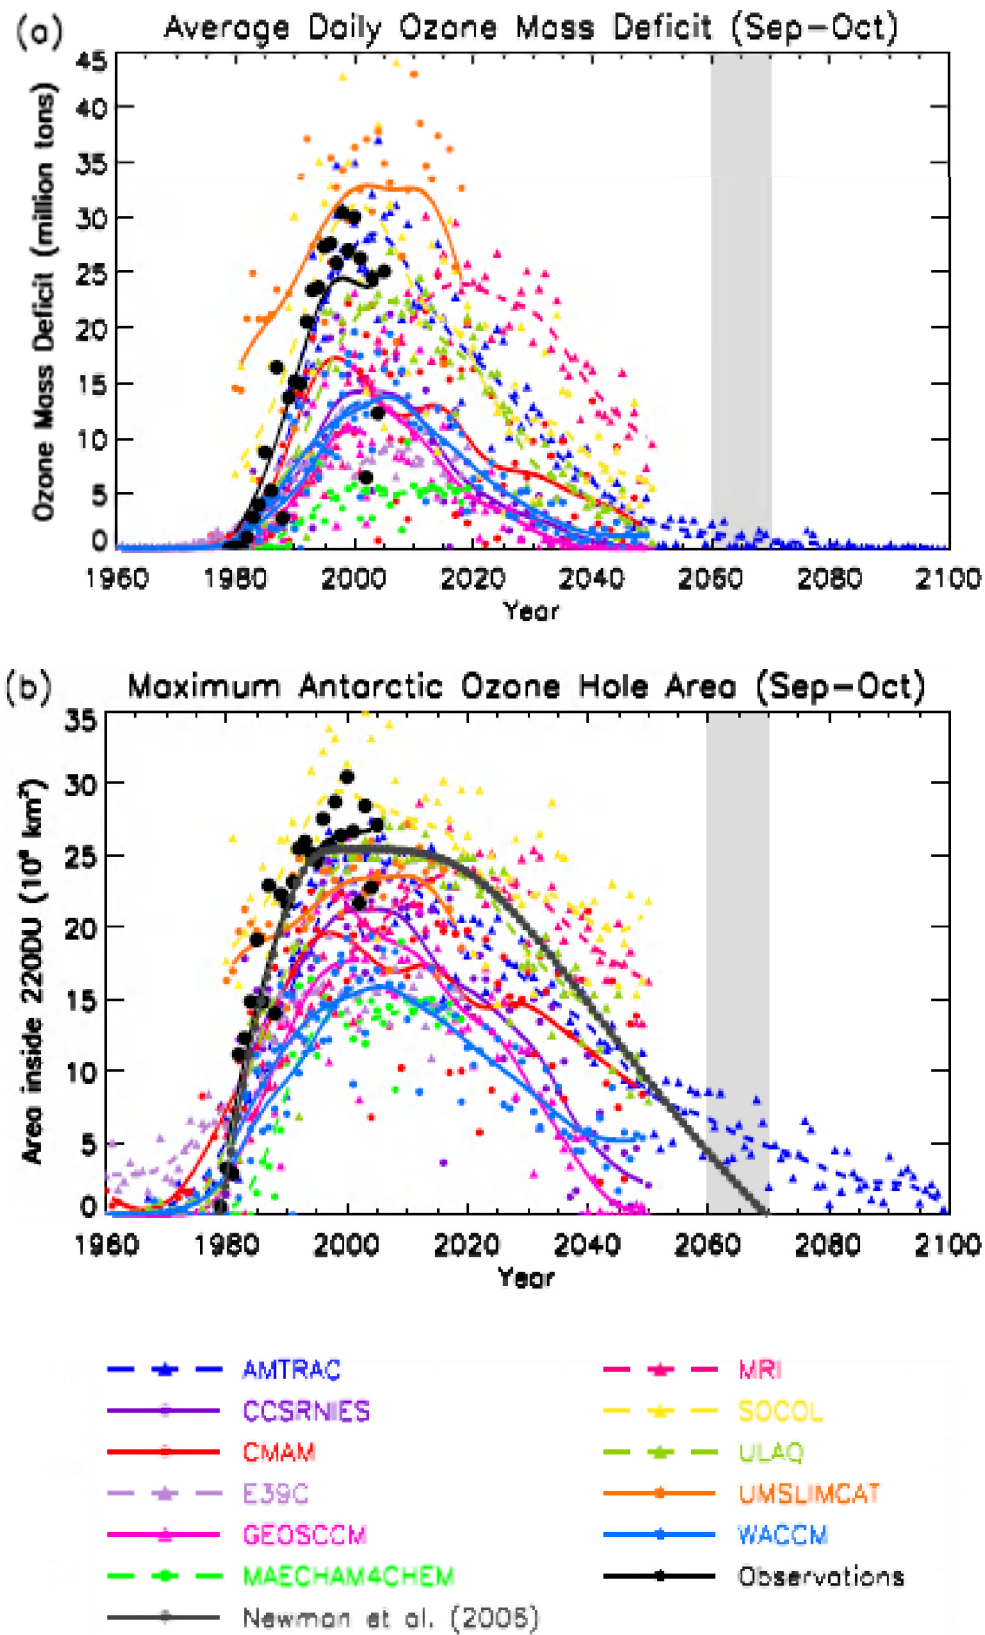 (a) Average Daily Ozone Mass Deficit (Sep-Oct)
Ozone Mass Deficit (million tons)
45
40
35
30
25
20
15
10
5
0
1960 1980 2000 2020 2040 2060 2080 2100
Year
(b) Maximum Antarctic Ozone Hole Area (Sep-Oct)
Area inside 220DU (10⁶ km²)
35
30
25
20
15
10
5
0
1960 1980 2000 2020 2040 2060 2080 2100
Year
AMTRAC
CCSRNIES
CMAM
E39C
GEOSCCM
MAECHAM4CHEM
Newman et al. (2006)
MRI
SOCOL
ULAQ
UMSLIMCAT
WACCM
Observations